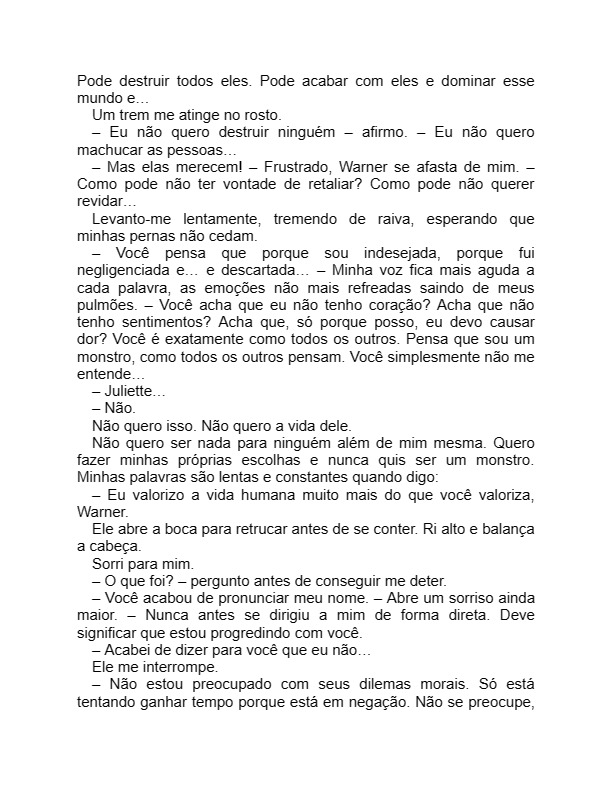 Pode destruir todos eles. Pode acabar com eles e dominar esse
mundo e…
Um trem me atinge no rosto.
– Eu não quero destruir ninguém – afirmo. – Eu não quero
machucar as pessoas…
– Mas elas merecem! – Frustrado, Warner se afasta de mim. –
Como pode não ter vontade de retaliar? Como pode não querer
revidar…
Levanto-me lentamente, tremendo de raiva, esperando que
minhas pernas não cedam.
– Você pensa que porque sou indesejada, porque fui
negligenciada e… e descartada… – Minha voz fica mais aguda a
cada palavra, as emoções não mais refreadas saindo de meus
pulmões. – Você acha que eu não tenho coração? Acha que não
tenho sentimentos? Acha que, só porque posso, eu devo causar
dor? Você é exatamente como todos os outros. Pensa que sou um
monstro, como todos os outros pensam. Você simplesmente não me
entende…
– Juliette…
– Não.
Não quero isso. Não quero a vida dele.
Não quero ser nada para ninguém além de mim mesma. Quero
fazer minhas próprias escolhas e nunca quis ser um monstro.
Minhas palavras são lentas e constantes quando digo:
– Eu valorizo a vida humana muito mais do que você valoriza,
Warner.
Ele abre a boca para retrucar antes de se conter. Ri alto e balança
a cabeça.
Sorri para mim.
– O que foi? – pergunto antes de conseguir me deter.
– Você acabou de pronunciar meu nome. – Abre um sorriso ainda
maior. – Nunca antes se dirigiu a mim de forma direta. Deve
significar que estou progredindo com você.
– Acabei de dizer para você que eu não…
Ele me interrompe.
– Não estou preocupado com seus dilemas morais. Só está
tentando ganhar tempo porque está em negação. Não se preocupe,